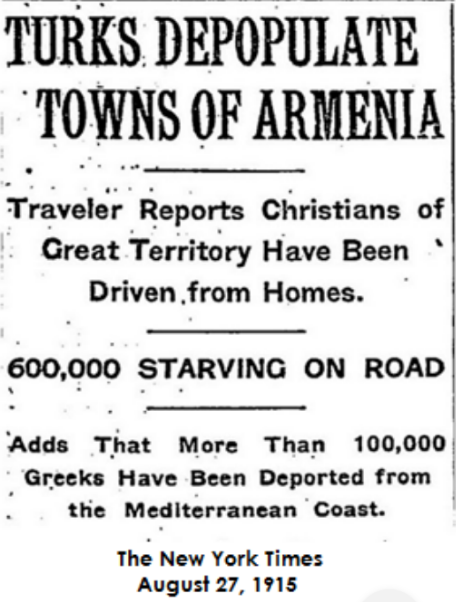 TURKS DEPOPULATE
TOWNS OF ARMENIA
Traveler Reports Christians of
Great Territory Have Been
Driven from Homes.
600,000 STARVING ON ROAD
Adds That More Than 100,000
Greeks Have Been Deported from
the Mediterranean Coast.
The New York Times
August 27, 1915